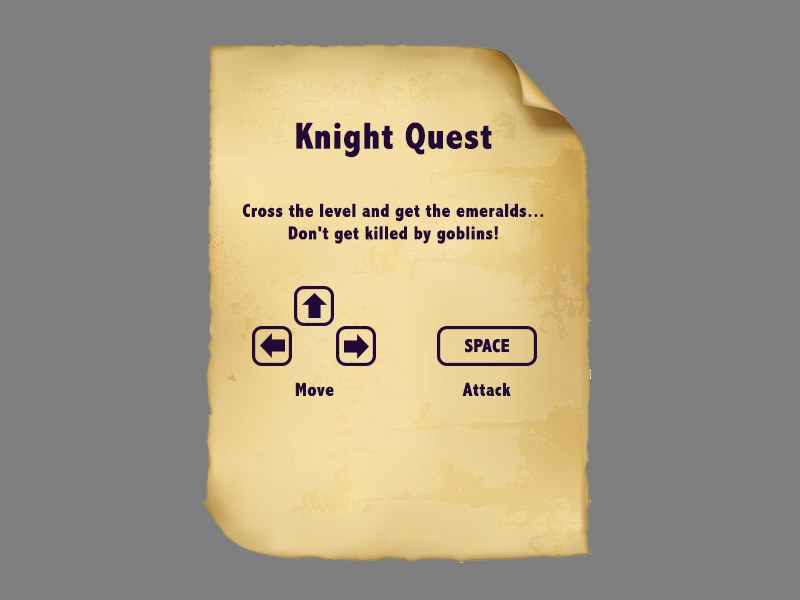 Knight Quest
Cross the level and get the emeralds...
Don't get killed by goblins!
SPACE
Move
Attack